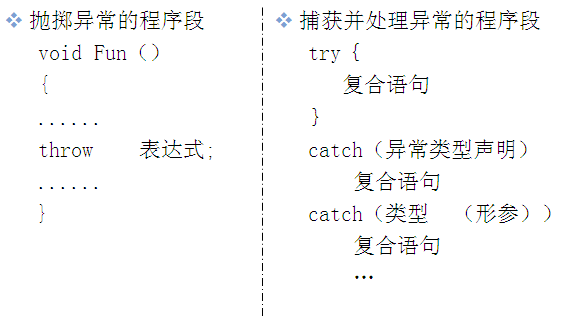 ❖ 抛掷异常的程序段
void Fun（）
{
......
throw 表达式;
......
}
❖ 捕获并处理异常的程序段
try {
复合语句
}
catch（异常类型声明）
复合语句
catch（类型 （形参））
复合语句
…